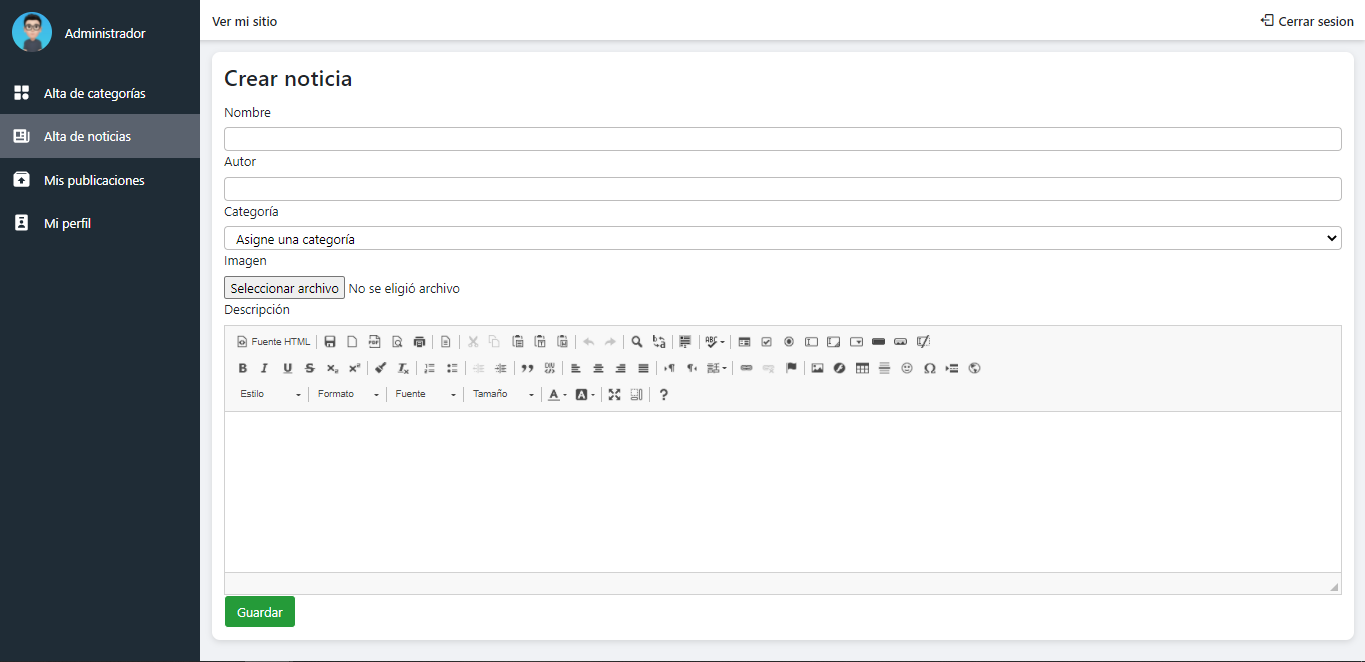 Administrador
Alta de categorías
Alta de noticias
Mis publicaciones
Mi perfil
Ver mi sitio
Cerrar sesion
Crear noticia
Nombre
Autor
Categoría
Asigne una categoría
Imagen
Seleccionar archivo No se eligió archivo
Descripción
Fuente HTML
Estilo Formato Fuente Tamaño
Guardar